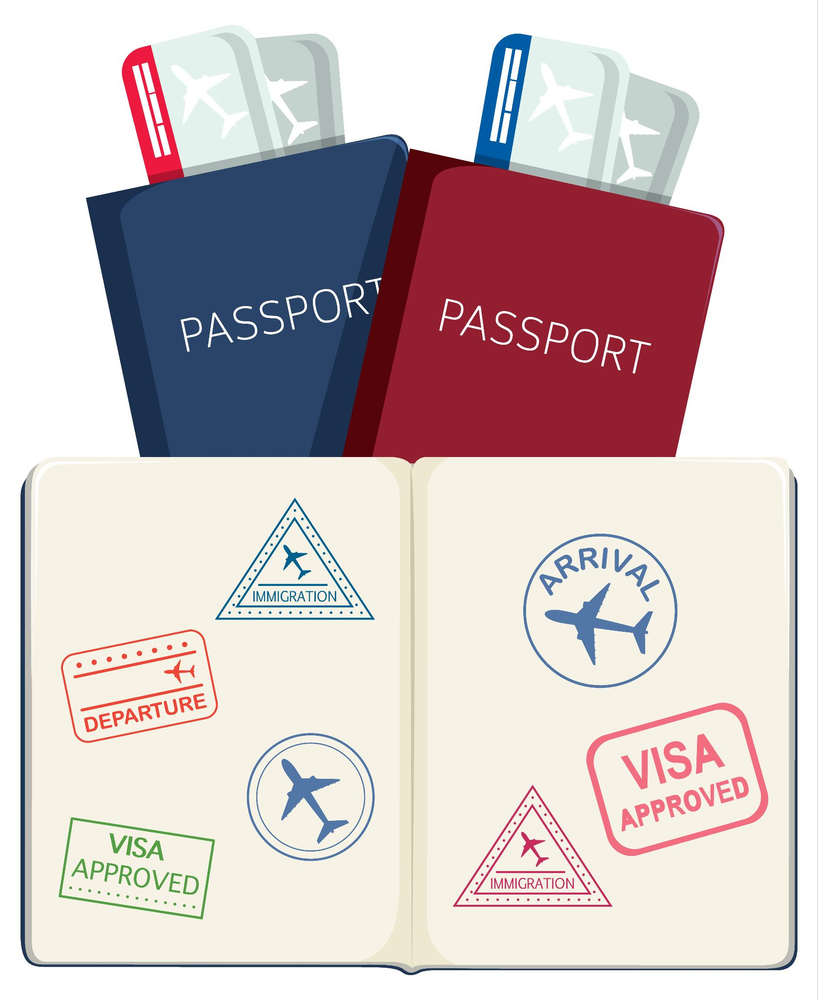 PASSPORT
PASSPORT
IMMIGRATION
DEPARTURE
VISA
APPROVED
ARRIVAL
VISA
APPROVED
IMMIGRATION